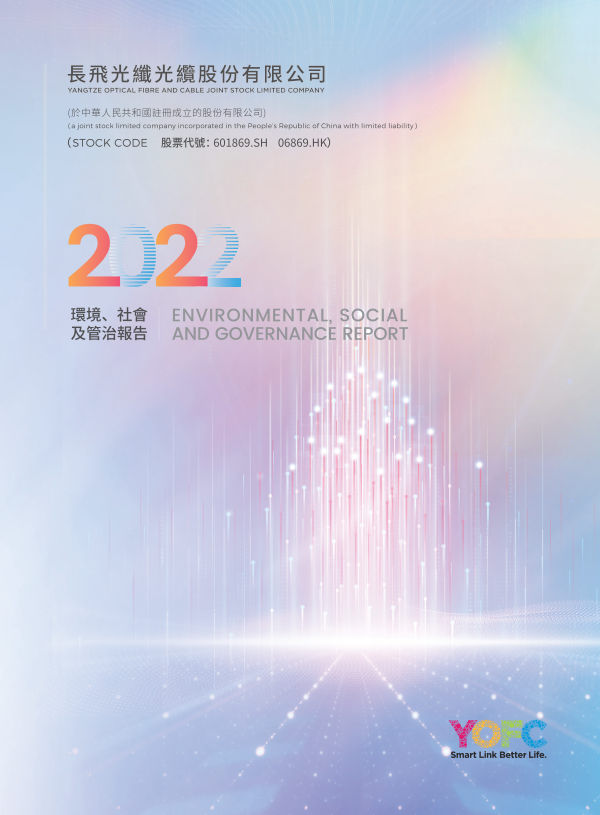 長飛光纖光纜股份有限公司
YANGTZE OPTICAL FIBRE AND CABLE JOINT STOCK LIMITED COMPANY
(於中華人民共和國註冊成立的股份有限公司)
(a joint stock limited company incorporated in the People's Republic of China with limited liability)
(STOCK CODE 股票代號: 601869.SH 06869.HK)
2022
環境、社會
及管治報告
ENVIRONMENTAL, SOCIAL
AND GOVERNANCE REPORT
YOFC
Smart Link Better Life.